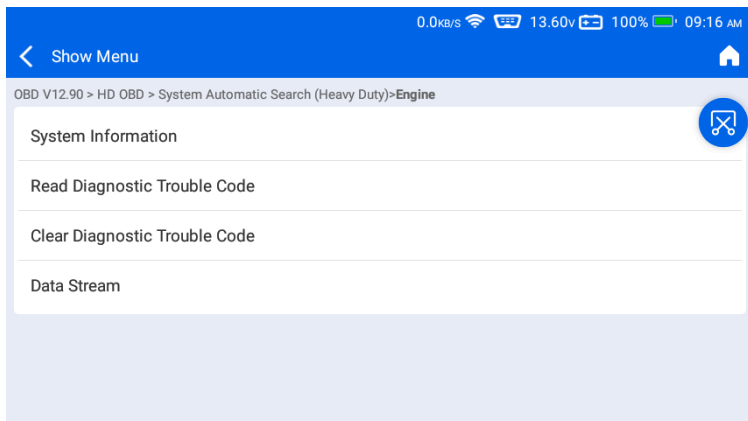 0.0KB/S 13.60V 100% 09:16 AM
Show Menu
OBD V12.90 > HD OBD > System Automatic Search (Heavy Duty)>Engine
System Information
Read Diagnostic Trouble Code
Clear Diagnostic Trouble Code
Data Stream